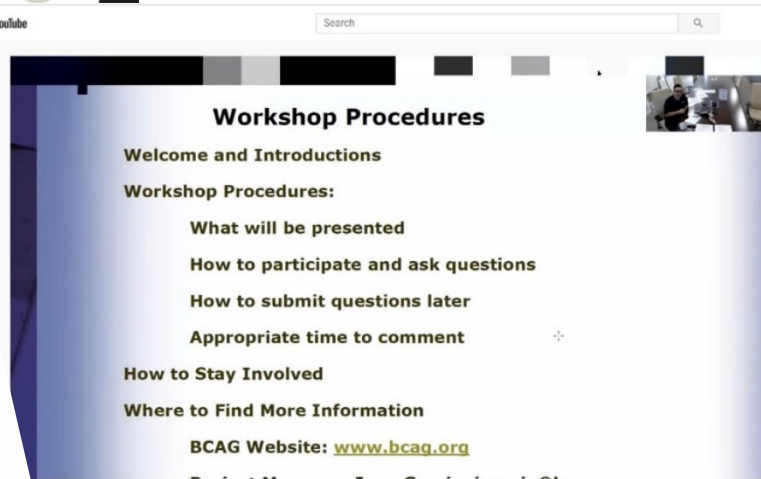 ouTube
Search
Workshop Procedures
Welcome and Introductions
Workshop Procedures:
What will be presented
How to participate and ask questions
How to submit questions later
Appropriate time to comment
How to Stay Involved
Where to Find More Information
BCAG Website: www.bcag.org